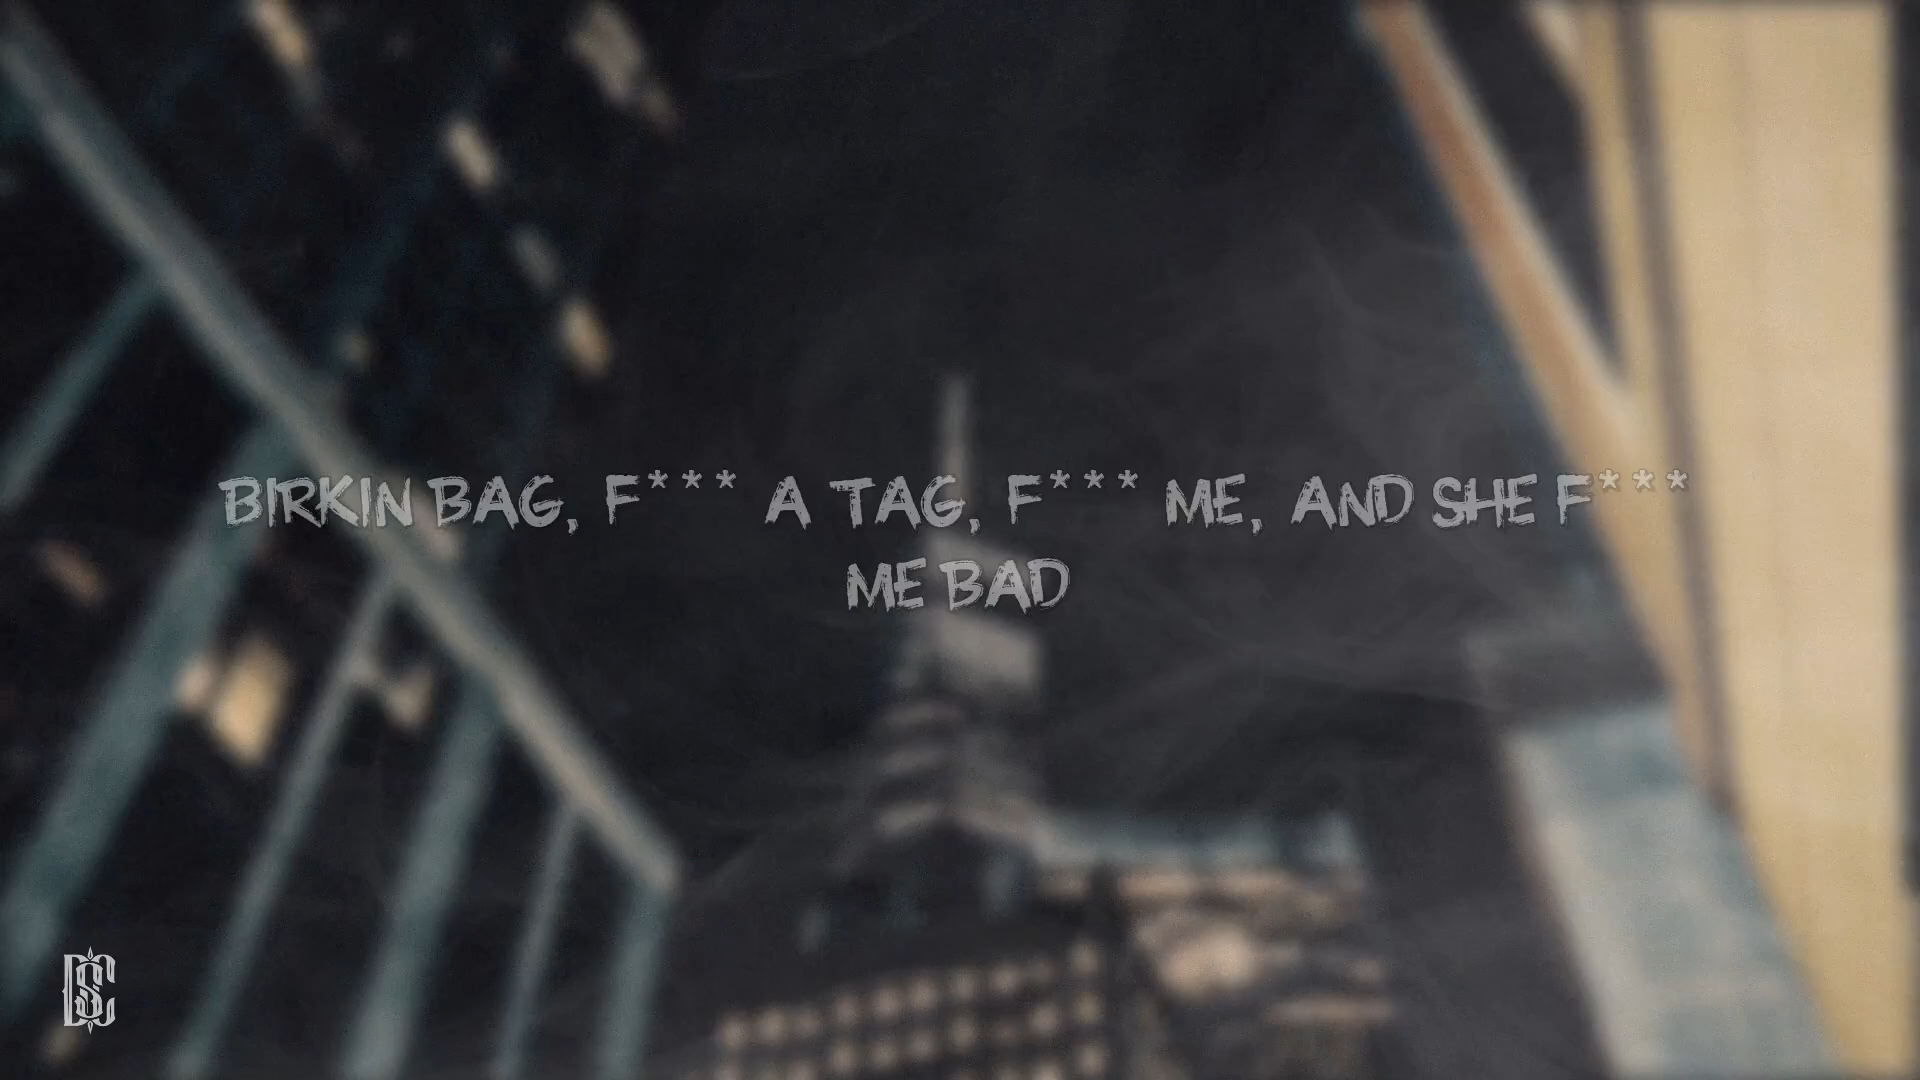 BIRKIN BAG, F*** A TAG, F*** ME, AND SHE F***
ME BAD